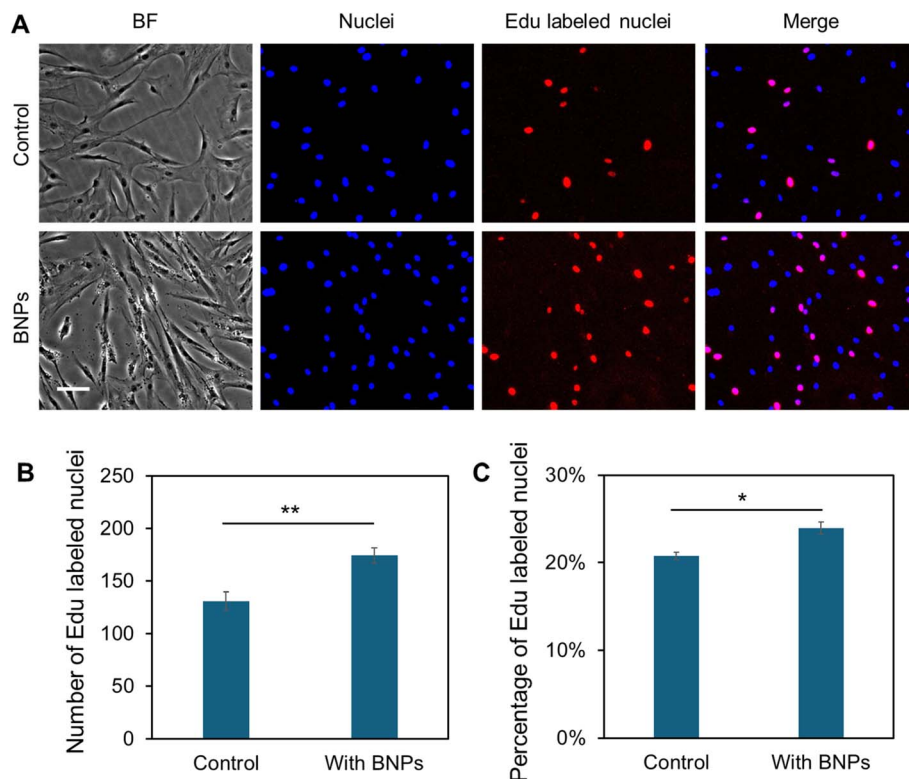 A
BF
Nuclei
Edu labeled nuclei
Merge
Control
BNPs
B
Number of Edu labeled nuclei
250
200
150
100
50
0
**
Control
With BNPs
C
Percentage of Edu labeled nuclei
30%
20%
10%
0%
*
Control
With BNPs